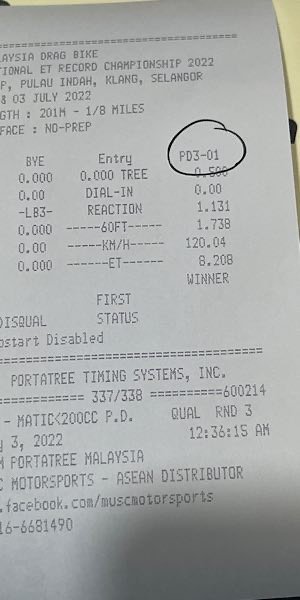 AYSIA DRAG BIKE
TIONAL ET RECORD CHAMPIONSHIP 2022
P, PULAU INDAH, KLANG, SELANGOR
& 03 JULY 2022
GTH : 201M - 1/8 MILES
FACE : NO-PREP
BYE Entry PD3-01
0.000 0.000 TREE 0.500
0.00 DIAL-IN 0.00
-LB3- REACTION 1.131
0.000 -----60FT----- 1.738
0.00 -----KM/H----- 120.04
0.000 ------ET------ 8.208
WINNER
FIRST
DISQUAL STATUS
ostart Disabled
PORTATREE TIMING SYSTEMS, INC.
============ 337/338 ==========600214
- MATIC<200CC P.D. QUAL RND 3
y 3, 2022 12:36:15 AM
M PORTATREE MALAYSIA
C MOTORSPORTS - ASEAN DISTRIBUTOR
.facebook.com/muscmotorsports
16-6681490